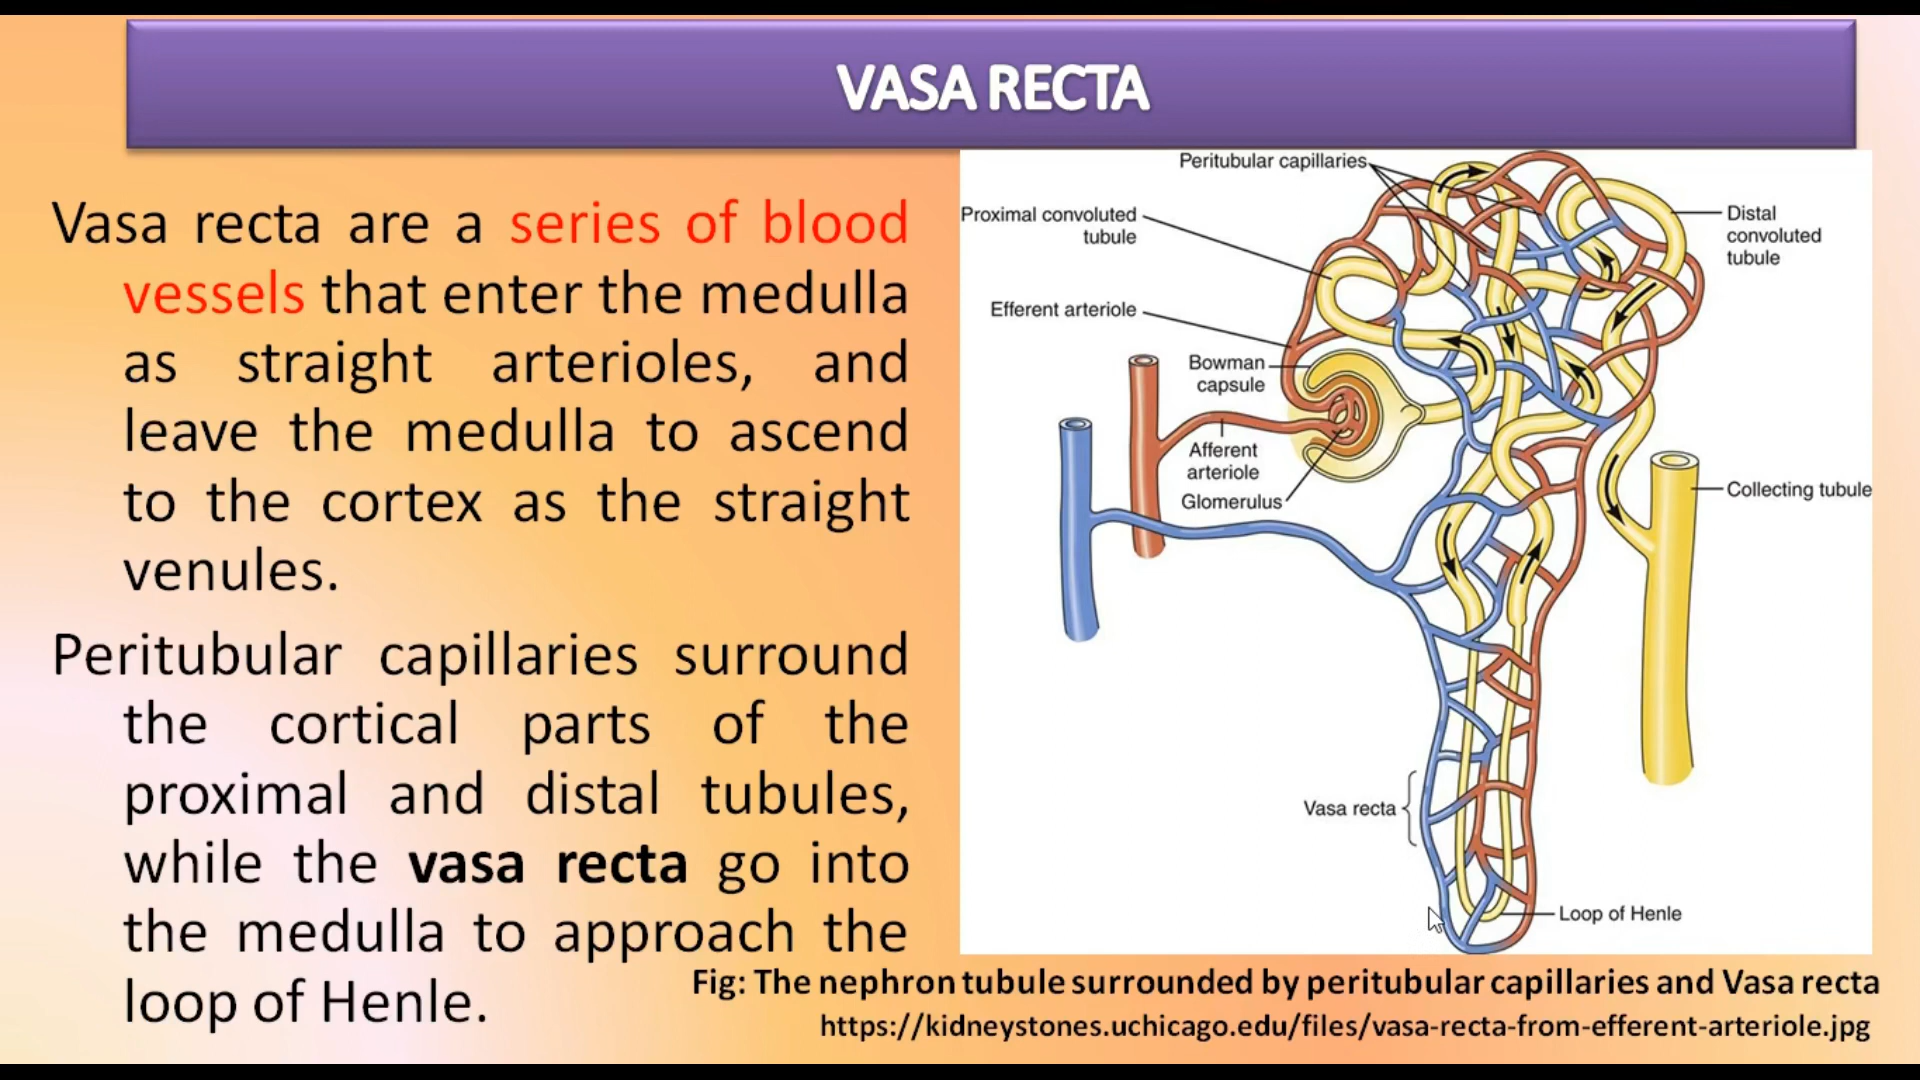 VASA RECTA
Vasa recta are a series of blood
vessels that enter the medulla
as straight arterioles, and
leave the medulla to ascend
to the cortex as the straight
venules.
Peritubular capillaries surround
the cortical parts of the
proximal and distal tubules,
while the vasa recta go into
the medulla to approach the
loop of Henle.
Peritubular capillaries
Proximal convoluted
tubule
Distal
convoluted
tubule
Efferent arteriole
Bowman
capsule
Afferent
arteriole
Glomerulus
Collecting tubule
Vasa recta
Loop of Henle
Fig: The nephron tubule surrounded by peritubular capillaries and Vasa recta
https://kidneystones.uchicago.edu/files/vasa-recta-from-efferent-arteriole.jpg